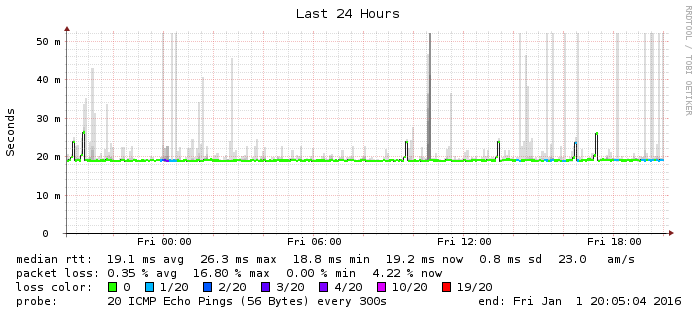 Last 24 Hours
RRDTOOL / TOBI OETIKER
Seconds
50 m
40 m
30 m
20 m
10 m
0
Fri 00:00 Fri 06:00 Fri 12:00 Fri 18:00
median rtt: 19.1 ms avg 26.3 ms max 18.8 ms min 19.2 ms now 0.8 ms sd 23.0 am/s
packet loss: 0.35 % avg 16.80 % max 0.00 % min 4.22 % now
loss color: 0 1/20 2/20 3/20 4/20 10/20 19/20
probe: 20 ICMP Echo Pings (56 Bytes) every 300s end: Fri Jan 1 20:05:04 2016